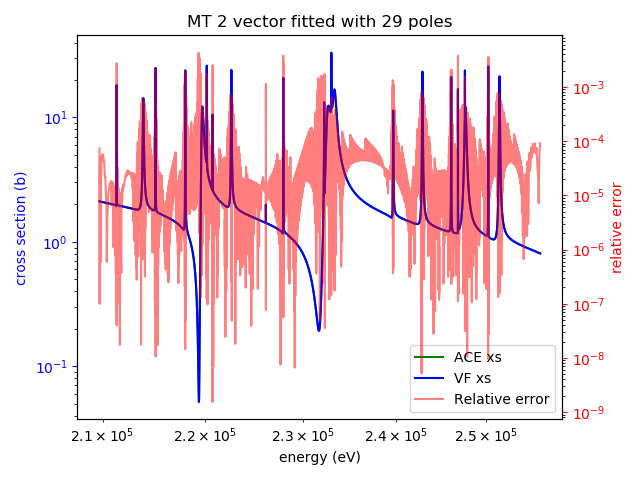 MT 2 vector fitted with 29 poles
cross section (b)
10¹
10⁰
10⁻¹
10⁻³
10⁻⁴
10⁻⁵
10⁻⁶
10⁻⁷
10⁻⁸
10⁻⁹
relative error
ACE xs
VF xs
Relative error
2.1 × 10⁵ 2.2 × 10⁵ 2.3 × 10⁵ 2.4 × 10⁵ 2.5 × 10⁵
energy (eV)